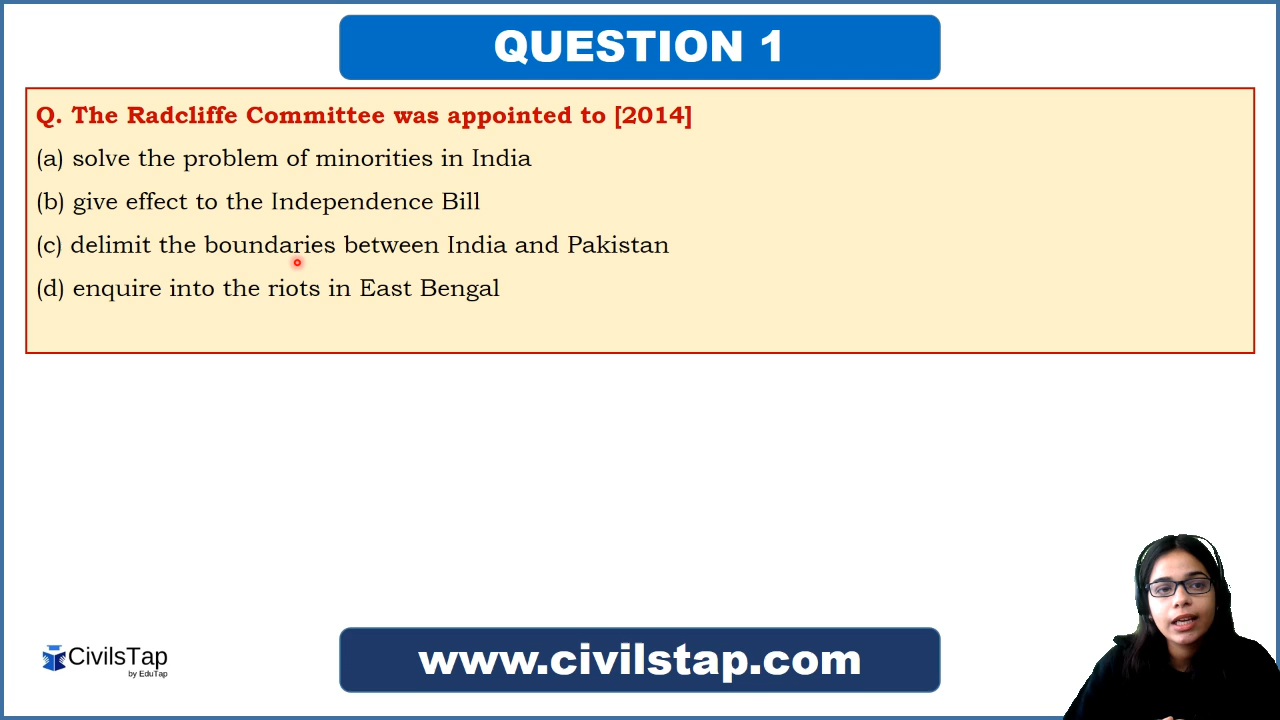 QUESTION 1
Q. The Radcliffe Committee was appointed to [2014]
(a) solve the problem of minorities in India
(b) give effect to the Independence Bill
(c) delimit the boundaries between India and Pakistan
(d) enquire into the riots in East Bengal
CivilsTap
by EduTap
www.civilstap.com